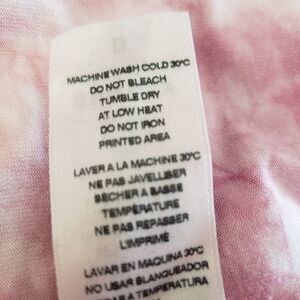 MACHINE WASH COLD 30°C
DO NOT BLEACH
TUMBLE DRY
AT LOW HEAT
DO NOT IRON
PRINTED AREA
LAVER A LA MACHINE 30°C
NE PAS JAVELLISER
SÉCHER A BASSE
TEMPÉRATURE
NE PAS REPASSER
L'IMPRIMÉ
LAVAR EN MAQUINA 30°C
NO USAR BLANQUEADOR
A TEMPERATURA